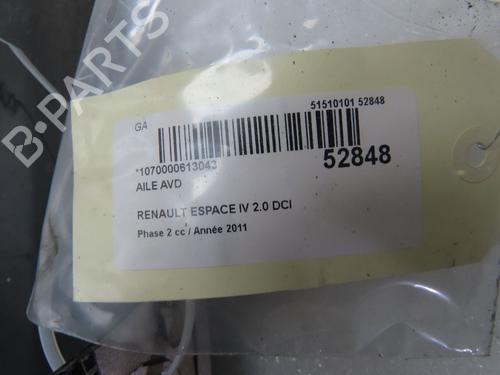 B-PARTS
GA
51510101 52848
*1070000613043
52848
AILE AVD
RENAULT ESPACE IV 2.0 DCI
Phase 2 cc / Année 2011